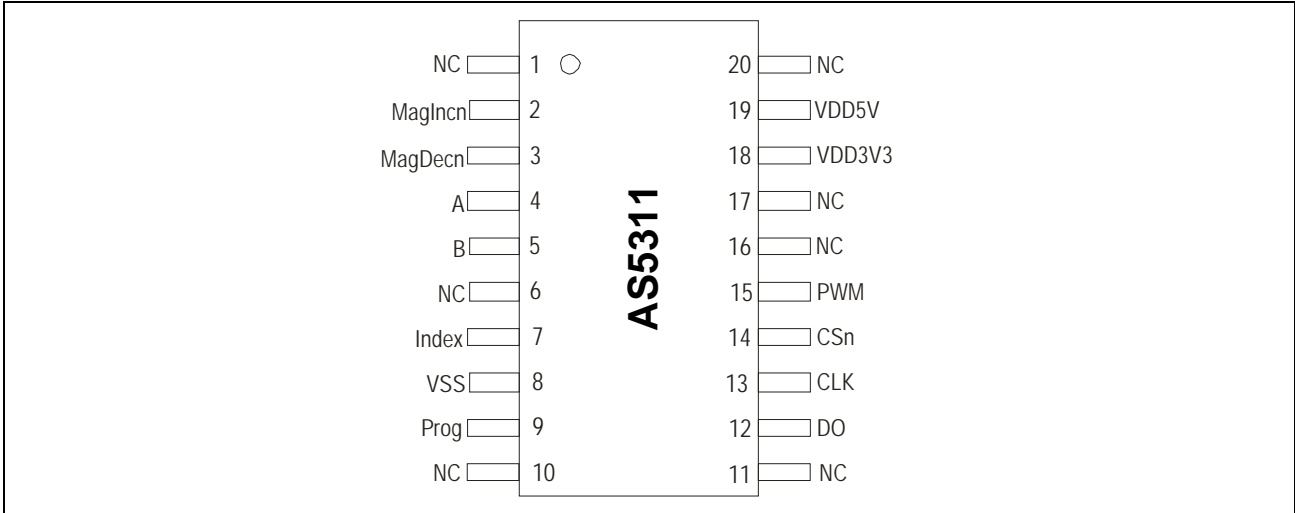 NC 1 20 NC
MagIncn 2 19 VDD5V
MagDecn 3 18 VDD3V3
A 4 17 NC
B 5 16 NC
NC 6 15 PWM
Index 7 14 CSn
VSS 8 13 CLK
Prog 9 12 DO
NC 10 11 NC
AS5311